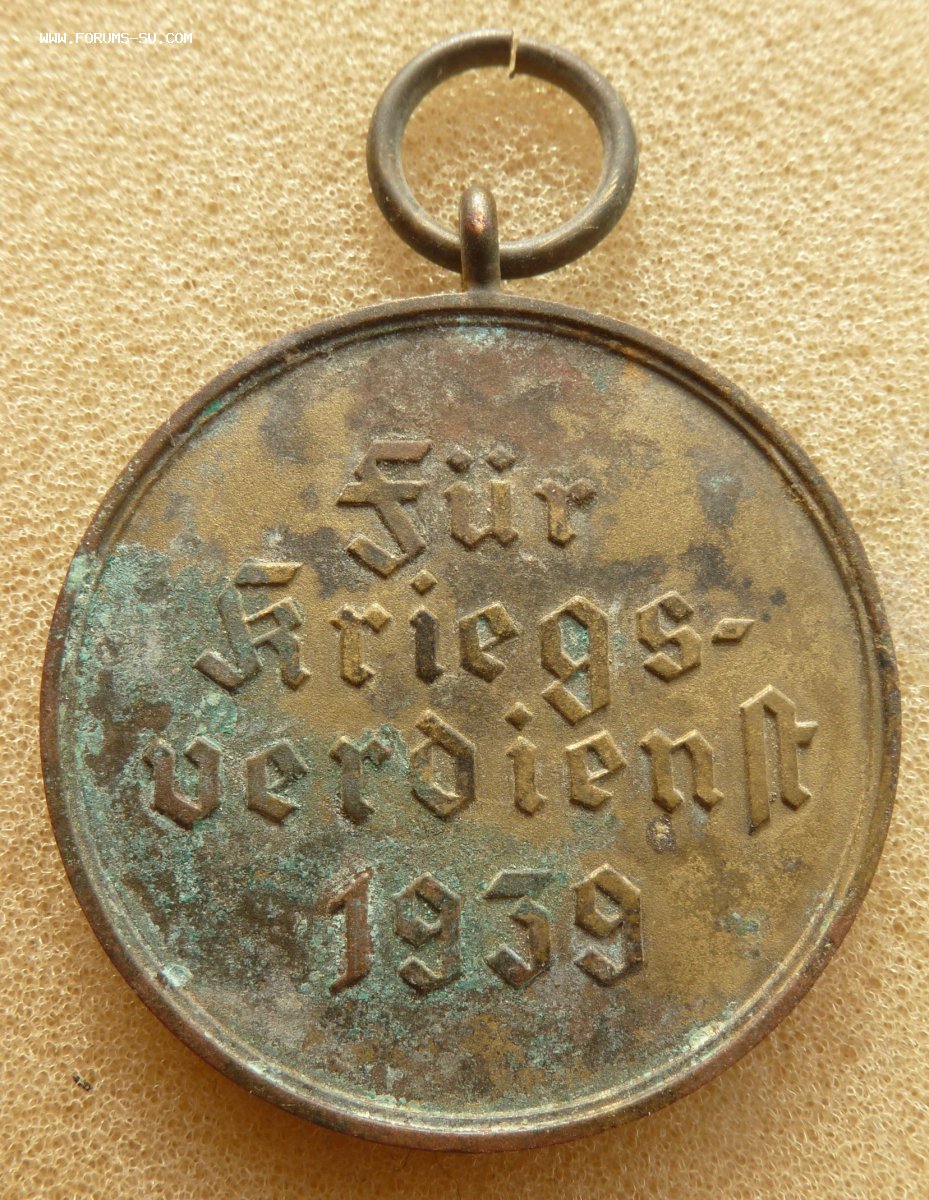 WWW.FORUMS-SU.COM
Für
Kriegs-
verdienst
1939